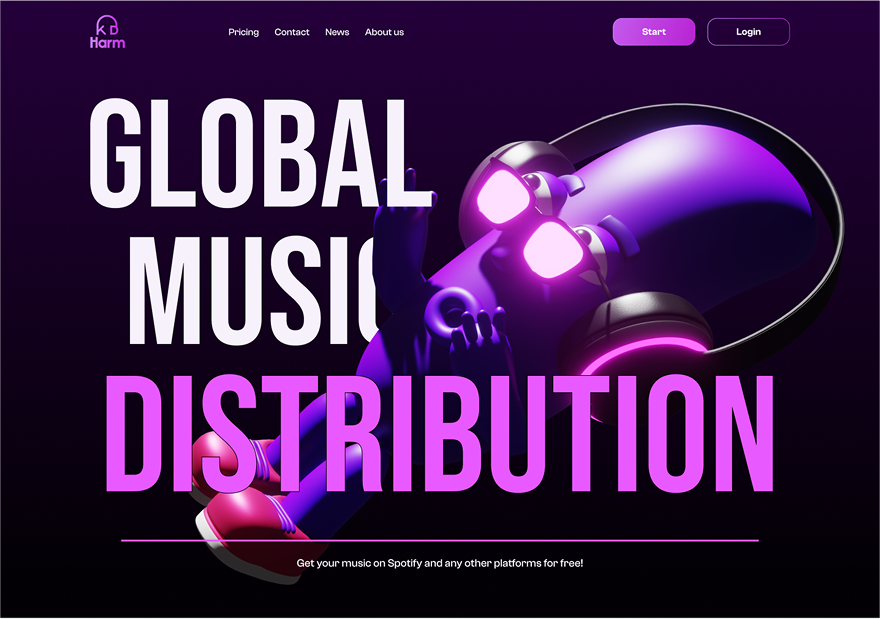 KD
Harm
Pricing Contact News About us
Start Login
GLOBAL
MUSIC
DISTRIBUTION
Get your music on Spotify and any other platforms for free!